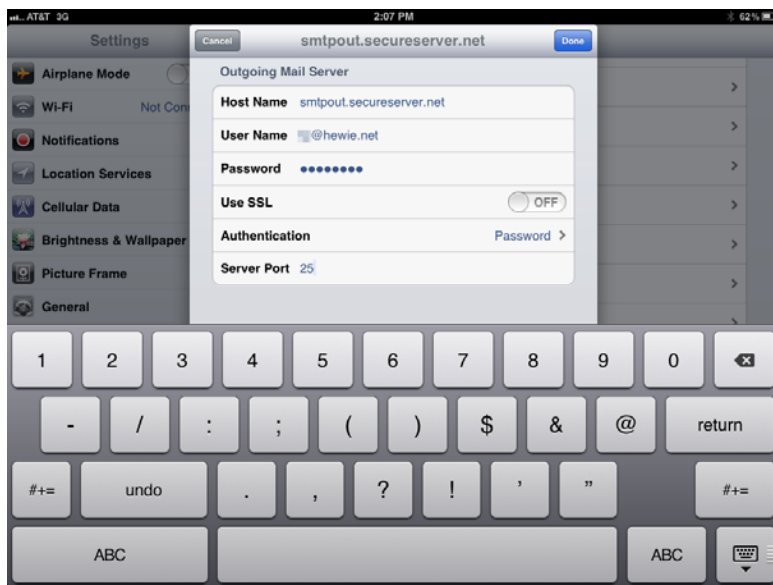 AT&T 3G 2:07 PM 62%
Settings
Cancel smtpout.secureserver.net Done
Outgoing Mail Server
Airplane Mode
Host Name smtpout.secureserver.net
Wi-Fi Not Con
User Name @hewie.net
Notifications
Password ••••••••
Location Services
Use SSL OFF
Cellular Data
Authentication Password >
Brightness & Wallpaper
Server Port 25
Picture Frame
General
1 2 3 4 5 6 7 8 9 0
- / : ; ( ) $ & @ return
#+= undo . , ? ! ' " #+=
ABC ABC